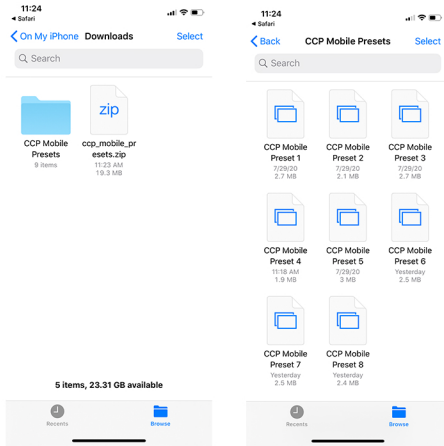 11:24
Safari
On My iPhone
Downloads
Select
Search
zip
CCP Mobile
Presets
9 items
ccp_mobile_pr
esets.zip
11:23 AM
19.3 MB
5 items, 23.31 GB available
Recents
Browse
11:24
Safari
Back
CCP Mobile Presets
Select
Search
CCP Mobile
Preset 1
7/29/20
2.7 MB
CCP Mobile
Preset 2
7/29/20
2.1 MB
CCP Mobile
Preset 3
7/29/20
2.7 MB
CCP Mobile
Preset 4
11:18 AM
1.9 MB
CCP Mobile
Preset 5
7/29/20
3 MB
CCP Mobile
Preset 6
Yesterday
2.5 MB
CCP Mobile
Preset 7
Yesterday
2.5 MB
CCP Mobile
Preset 8
Yesterday
2.4 MB
Recents
Browse